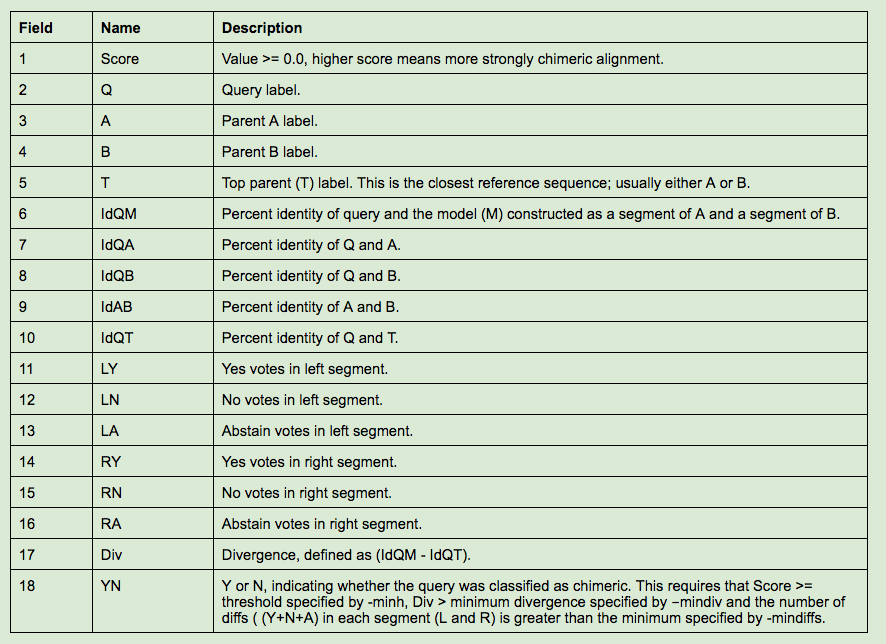 Field Name Description
1 Score Value >= 0.0, higher score means more strongly chimeric alignment.
2 Q Query label.
3 A Parent A label.
4 B Parent B label.
5 T Top parent (T) label. This is the closest reference sequence; usually either A or B.
6 IdQM Percent identity of query and the model (M) constructed as a segment of A and a segment of B.
7 IdQA Percent identity of Q and A.
8 IdQB Percent identity of Q and B.
9 IdAB Percent identity of A and B.
10 IdQT Percent identity of Q and T.
11 LY Yes votes in left segment.
12 LN No votes in left segment.
13 LA Abstain votes in left segment.
14 RY Yes votes in right segment.
15 RN No votes in right segment.
16 RA Abstain votes in right segment.
17 Div Divergence, defined as (IdQM - IdQT).
18 YN Y or N, indicating whether the query was classified as chimeric. This requires that Score >=
threshold specified by -minh, Div > minimum divergence specified by –mindiv and the number of
diffs ( (Y+N+A) in each segment (L and R) is greater than the minimum specified by -mindiffs.